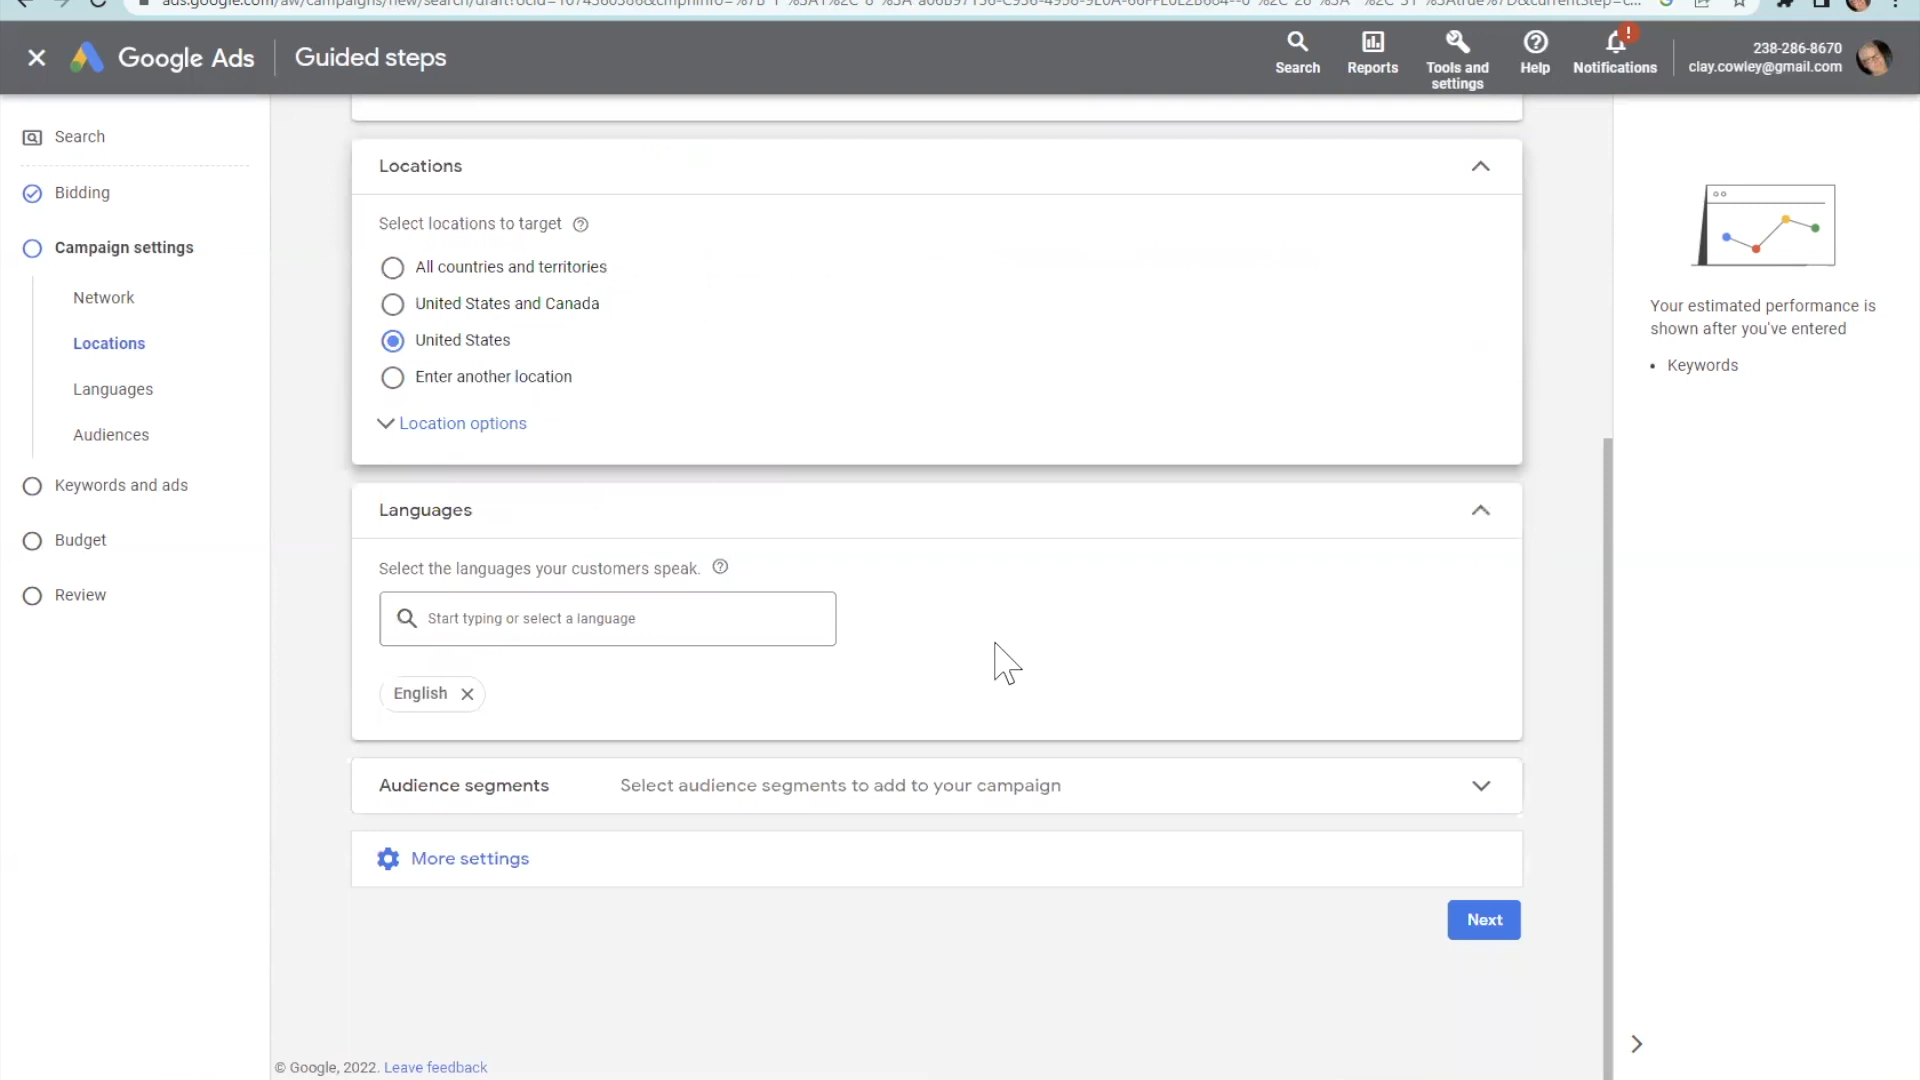 Google Ads
Guided steps
Search
Reports
Tools and
settings
Help
!
Notifications
238-286-8670
clay.cowley@gmail.com
Search
Bidding
Campaign settings
Network
Locations
Languages
Audiences
Keywords and ads
Budget
Review
Locations
Select locations to target
All countries and territories
United States and Canada
United States
Enter another location
Location options
Languages
Select the languages your customers speak.
Start typing or select a language
English
Audience segments Select audience segments to add to your campaign
More settings
Next
Your estimated performance is
shown after you've entered
• Keywords
© Google, 2022. Leave feedback